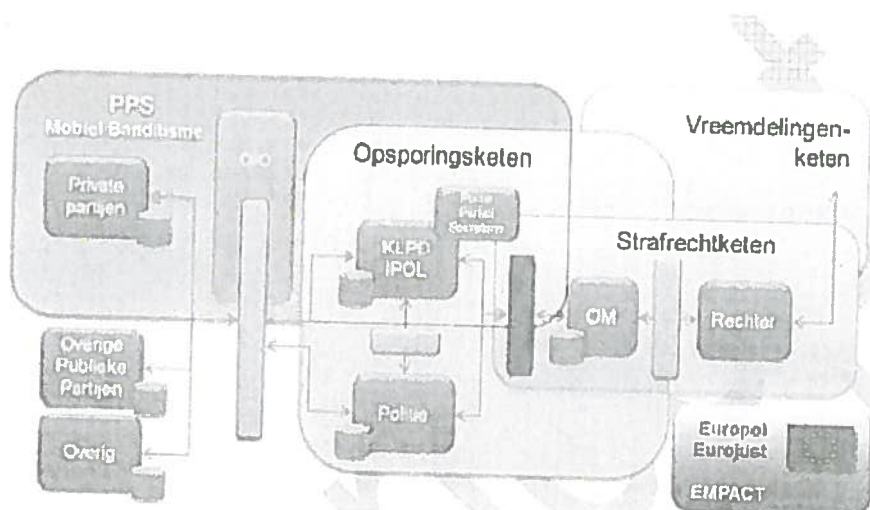 PPS
Mobiel Banditisme
Private
partijen
Opsporingsketen
KLPD
IPOL
Vreemdelingen-
keten
Strafrechtketen
OM
Rechter
Overige
Publieke
Partijen
Overig
Politie
Europol
Eurojust
EMPACT